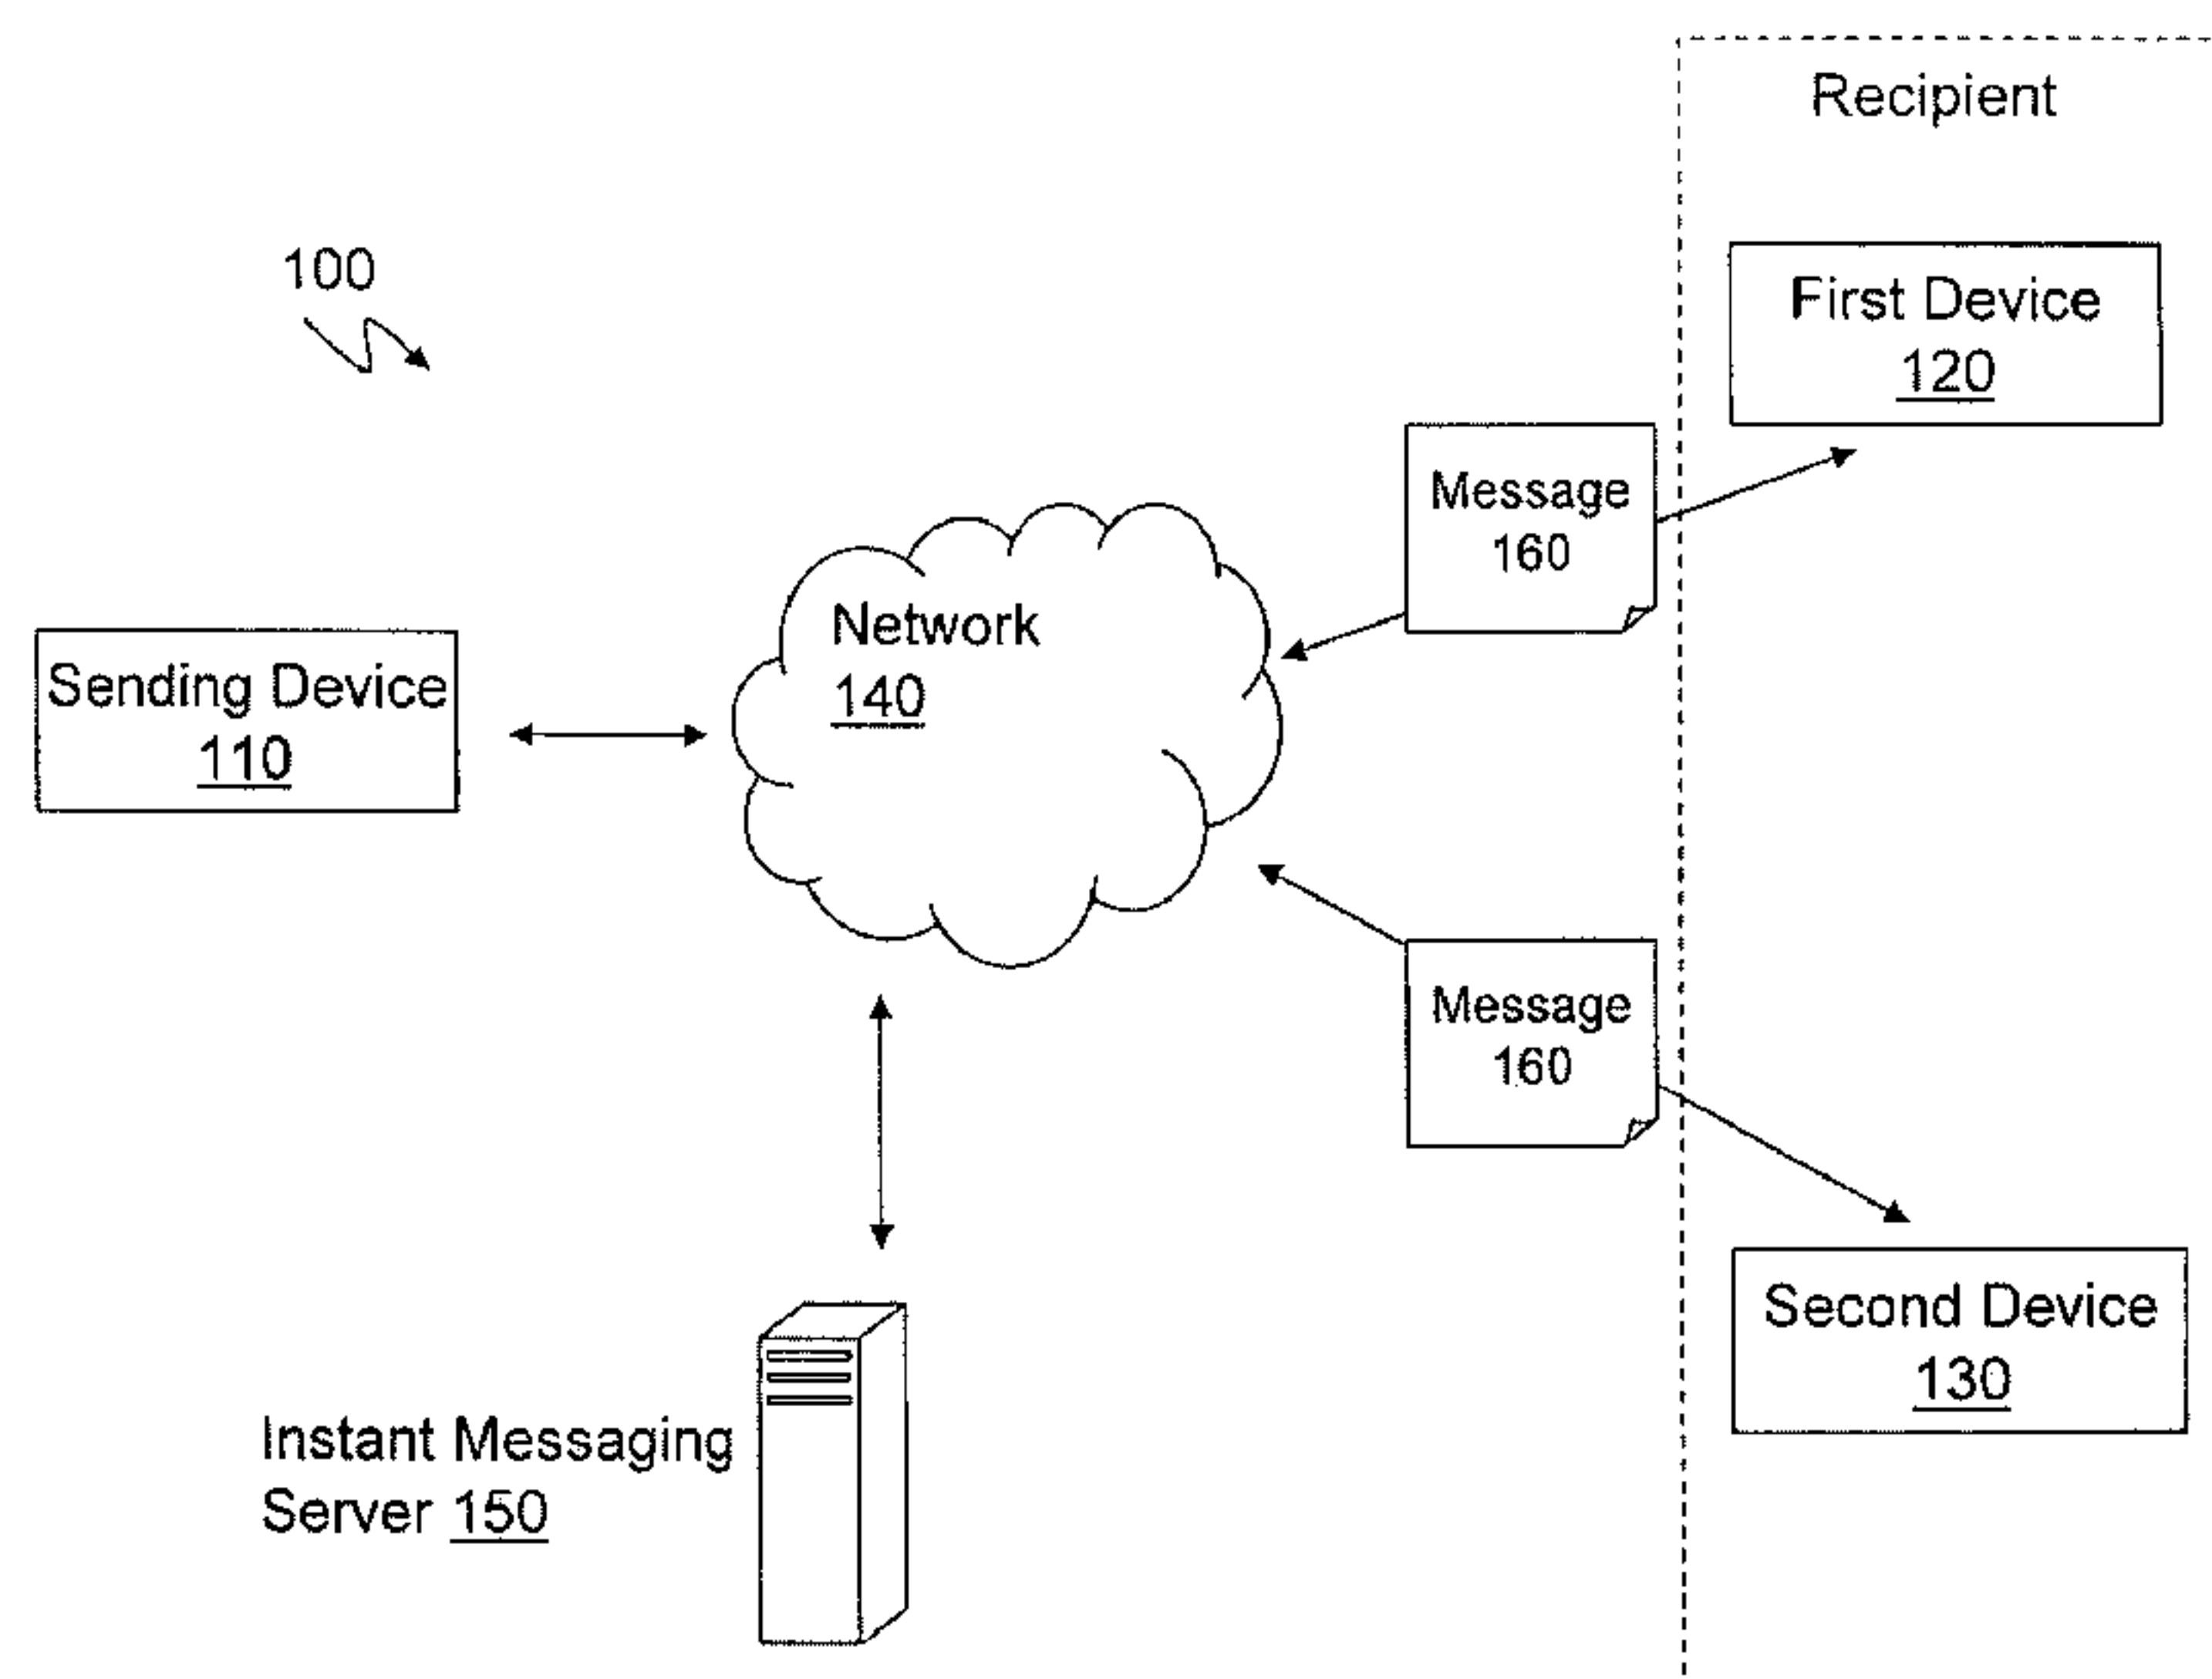 Recipient
100
First Device
120
Message
160
Network
140
Sending Device
110
Message
160
Second Device
130
Instant Messaging
Server 150